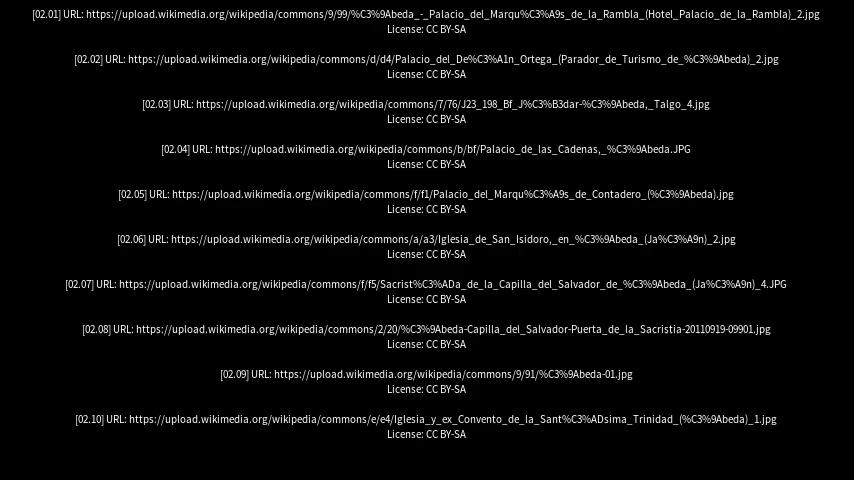 [02.01] URL: https://upload.wikimedia.org/wikipedia/commons/9/99/%C3%9Abeda_-_Palacio_del_Marqu%C3%A9s_de_la_Rambla_(Hotel_Palacio_de_la_Rambla)_2.jpg
License: CC BY-SA
[02.02] URL: https://upload.wikimedia.org/wikipedia/commons/d/d4/Palacio_del_De%C3%A1n_Ortega_(Parador_de_Turismo_de_%C3%9Abeda)_2.jpg
License: CC BY-SA
[02.03] URL: https://upload.wikimedia.org/wikipedia/commons/7/76/J23_198_Bf_J%C3%B3dar-%C3%9Abeda,_Talgo_4.jpg
License: CC BY-SA
[02.04] URL: https://upload.wikimedia.org/wikipedia/commons/b/bf/Palacio_de_las_Cadenas,_%C3%9Abeda.JPG
License: CC BY-SA
[02.05] URL: https://upload.wikimedia.org/wikipedia/commons/f/f1/Palacio_del_Marqu%C3%A9s_de_Contadero_(%C3%9Abeda).jpg
License: CC BY-SA
[02.06] URL: https://upload.wikimedia.org/wikipedia/commons/a/a3/Iglesia_de_San_Isidoro,_en_%C3%9Abeda_(Ja%C3%A9n)_2.jpg
License: CC BY-SA
[02.07] URL: https://upload.wikimedia.org/wikipedia/commons/f/f5/Sacrist%C3%ADa_de_la_Capilla_del_Salvador_de_%C3%9Abeda_(Ja%C3%A9n)_4.JPG
License: CC BY-SA
[02.08] URL: https://upload.wikimedia.org/wikipedia/commons/2/20/%C3%9Abeda-Capilla_del_Salvador-Puerta_de_la_Sacristia-20110919-09901.jpg
License: CC BY-SA
[02.09] URL: https://upload.wikimedia.org/wikipedia/commons/9/91/%C3%9Abeda-01.jpg
License: CC BY-SA
[02.10] URL: https://upload.wikimedia.org/wikipedia/commons/e/e4/Iglesia_y_ex_Convento_de_la_Sant%C3%ADsima_Trinidad_(%C3%9Abeda)_1.jpg
License: CC BY-SA